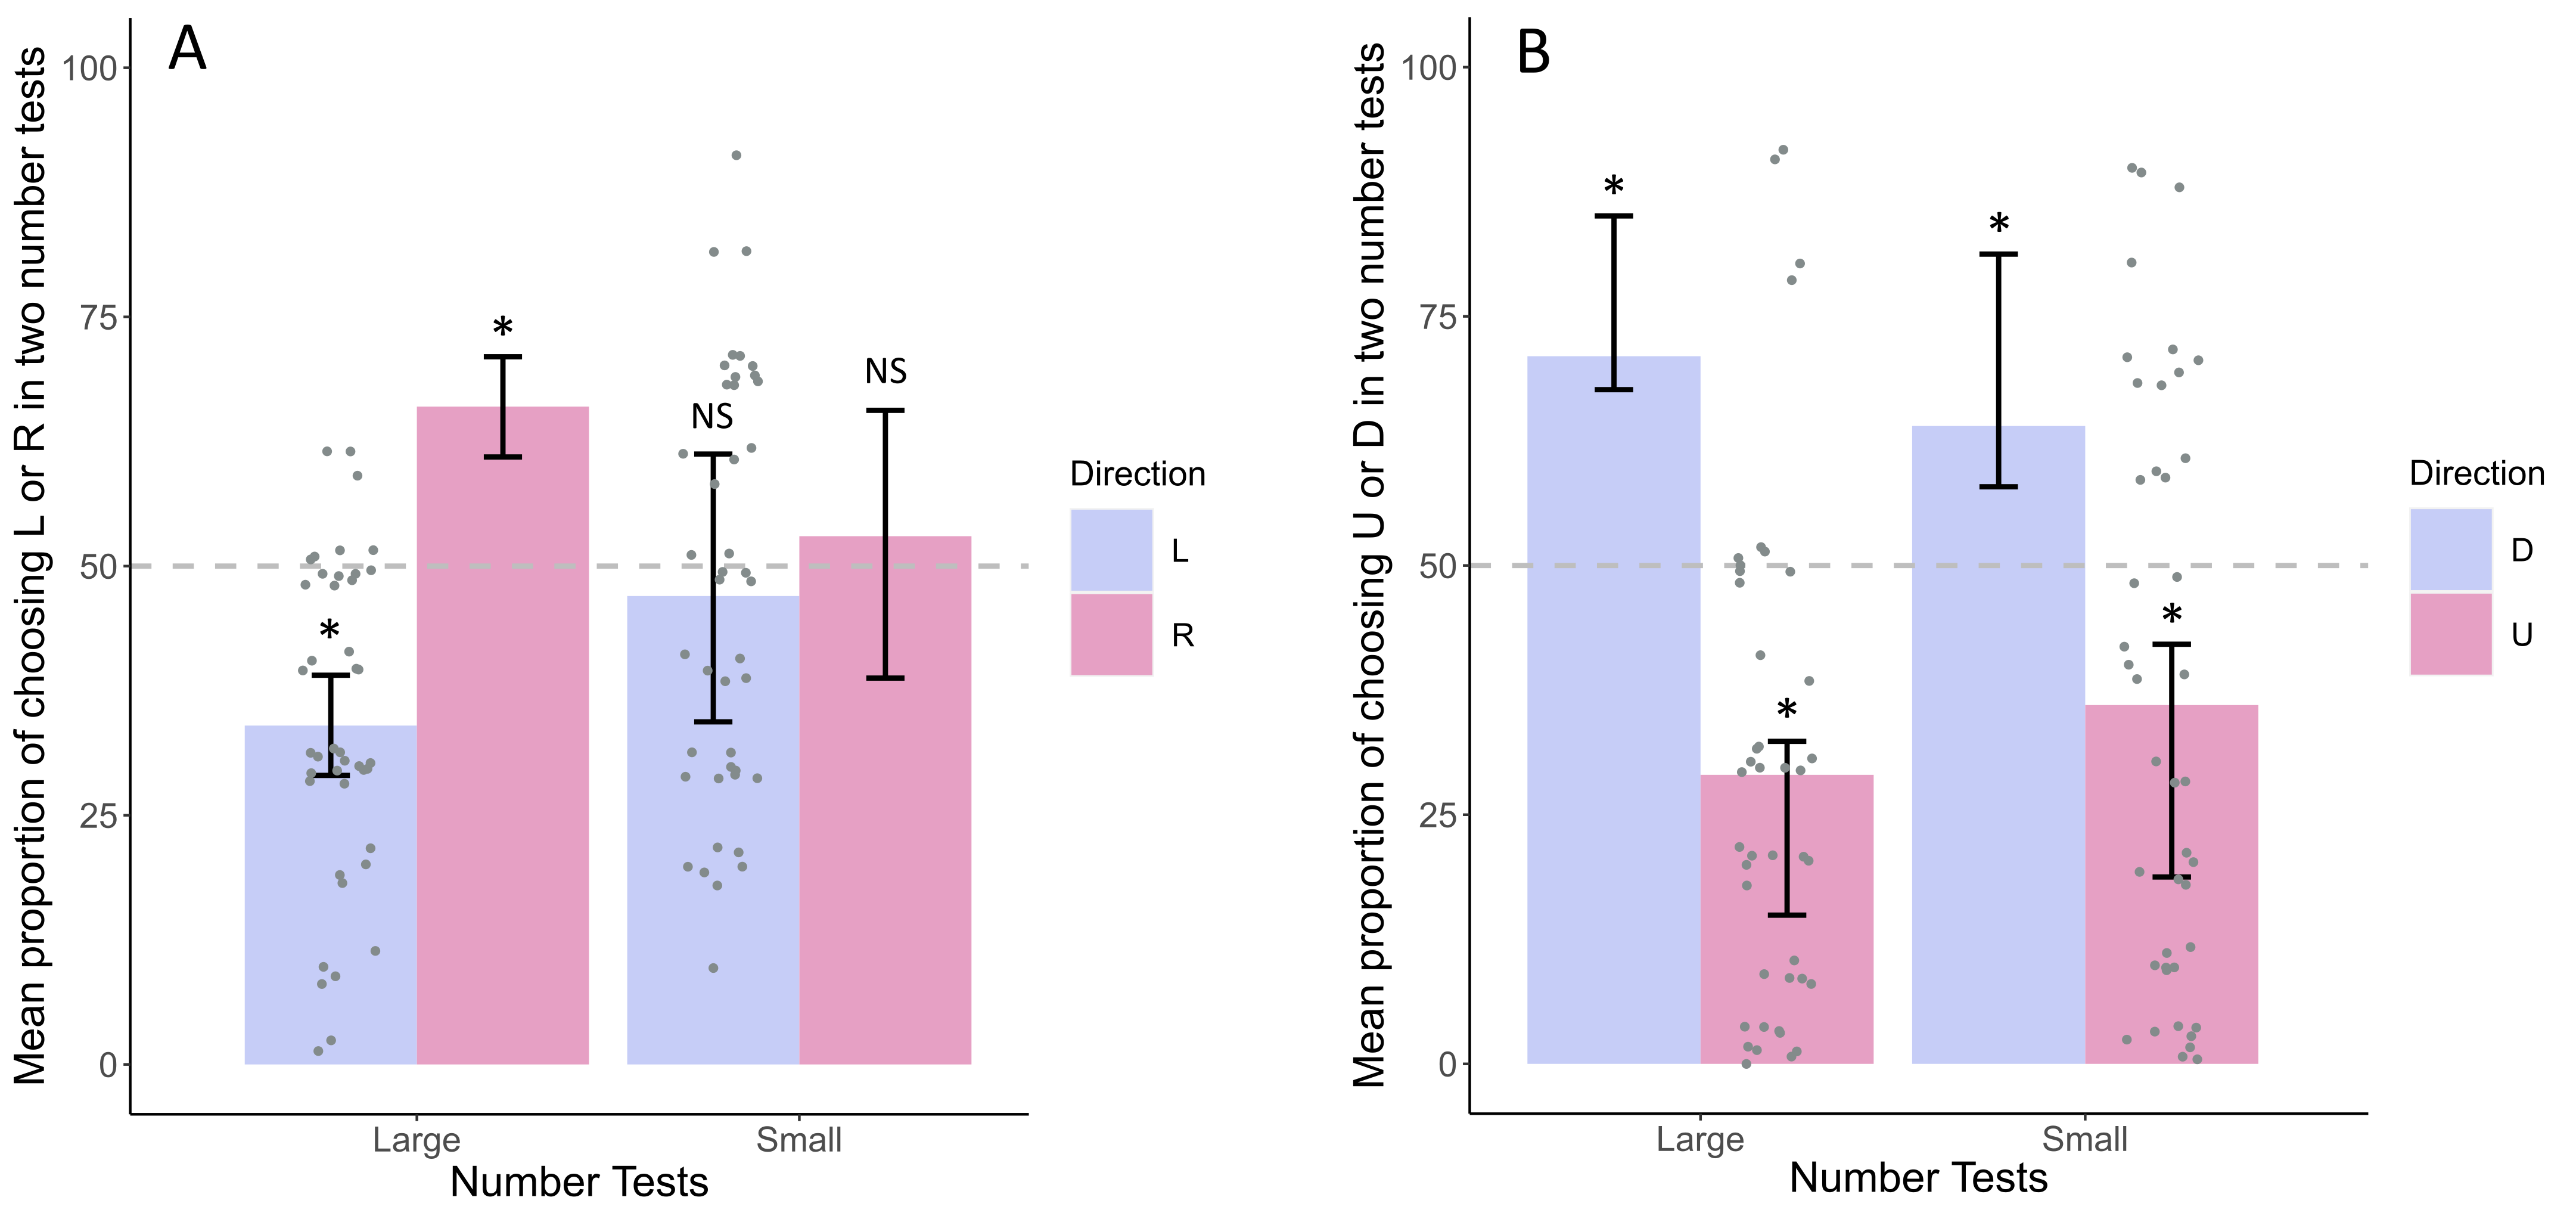 A
Mean proportion of choosing L or R in two number tests
100
75
50
25
0
*
*
NS
NS
Large
Small
Number Tests
Direction
L
R
B
Mean proportion of choosing U or D in two number tests
100
75
50
25
0
*
*
*
*
Large
Small
Number Tests
Direction
D
U